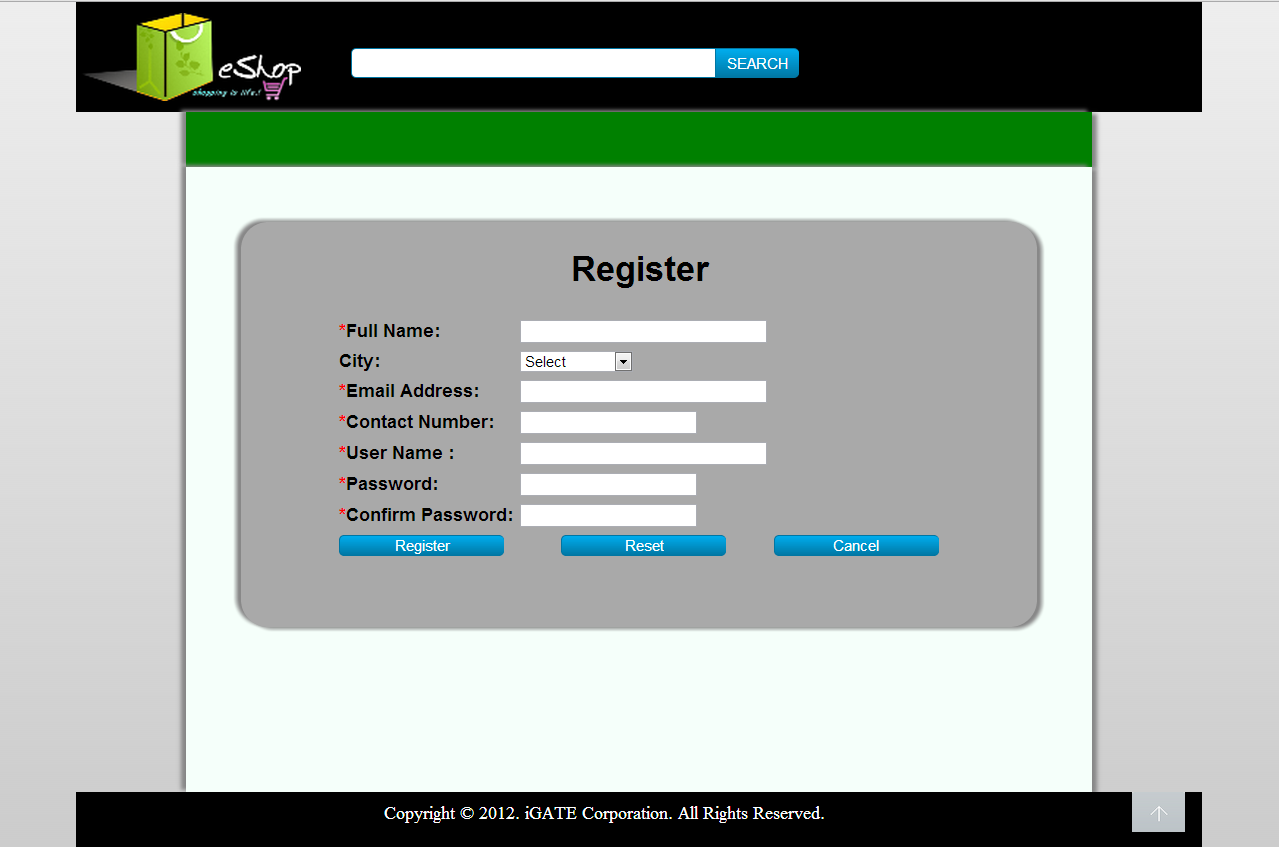 eShop
shopping is life!
SEARCH
Register
*Full Name:
City: Select
*Email Address:
*Contact Number:
*User Name :
*Password:
*Confirm Password:
Register Reset Cancel
Copyright © 2012. iGATE Corporation. All Rights Reserved.